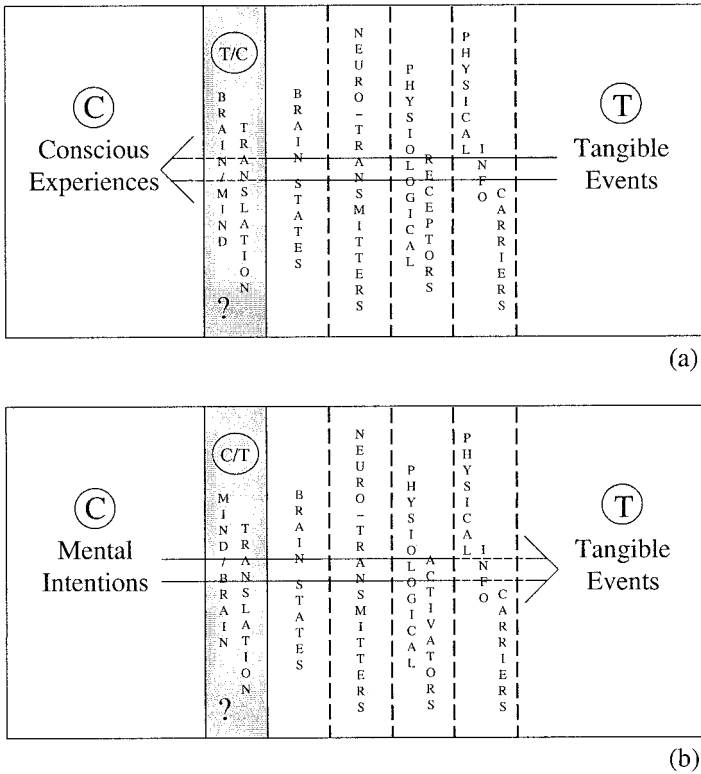 C
Conscious
Experiences
T/C
BRAIN/MIND
TRANSLATION
?
BRAIN STATES
NEURO-TRANSMITTERS
PHYSIOLOGICAL
RECEPTORS
PHYSICAL
INFO
CARRIERS
T
Tangible
Events
(a)
C
Mental
Intentions
C/T
MIND/BRAIN
TRANSLATION
?
BRAIN STATES
NEURO-TRANSMITTERS
PHYSIOLOGICAL
ACTIVATORS
PHYSICAL
INFO
CARRIERS
T
Tangible
Events
(b)